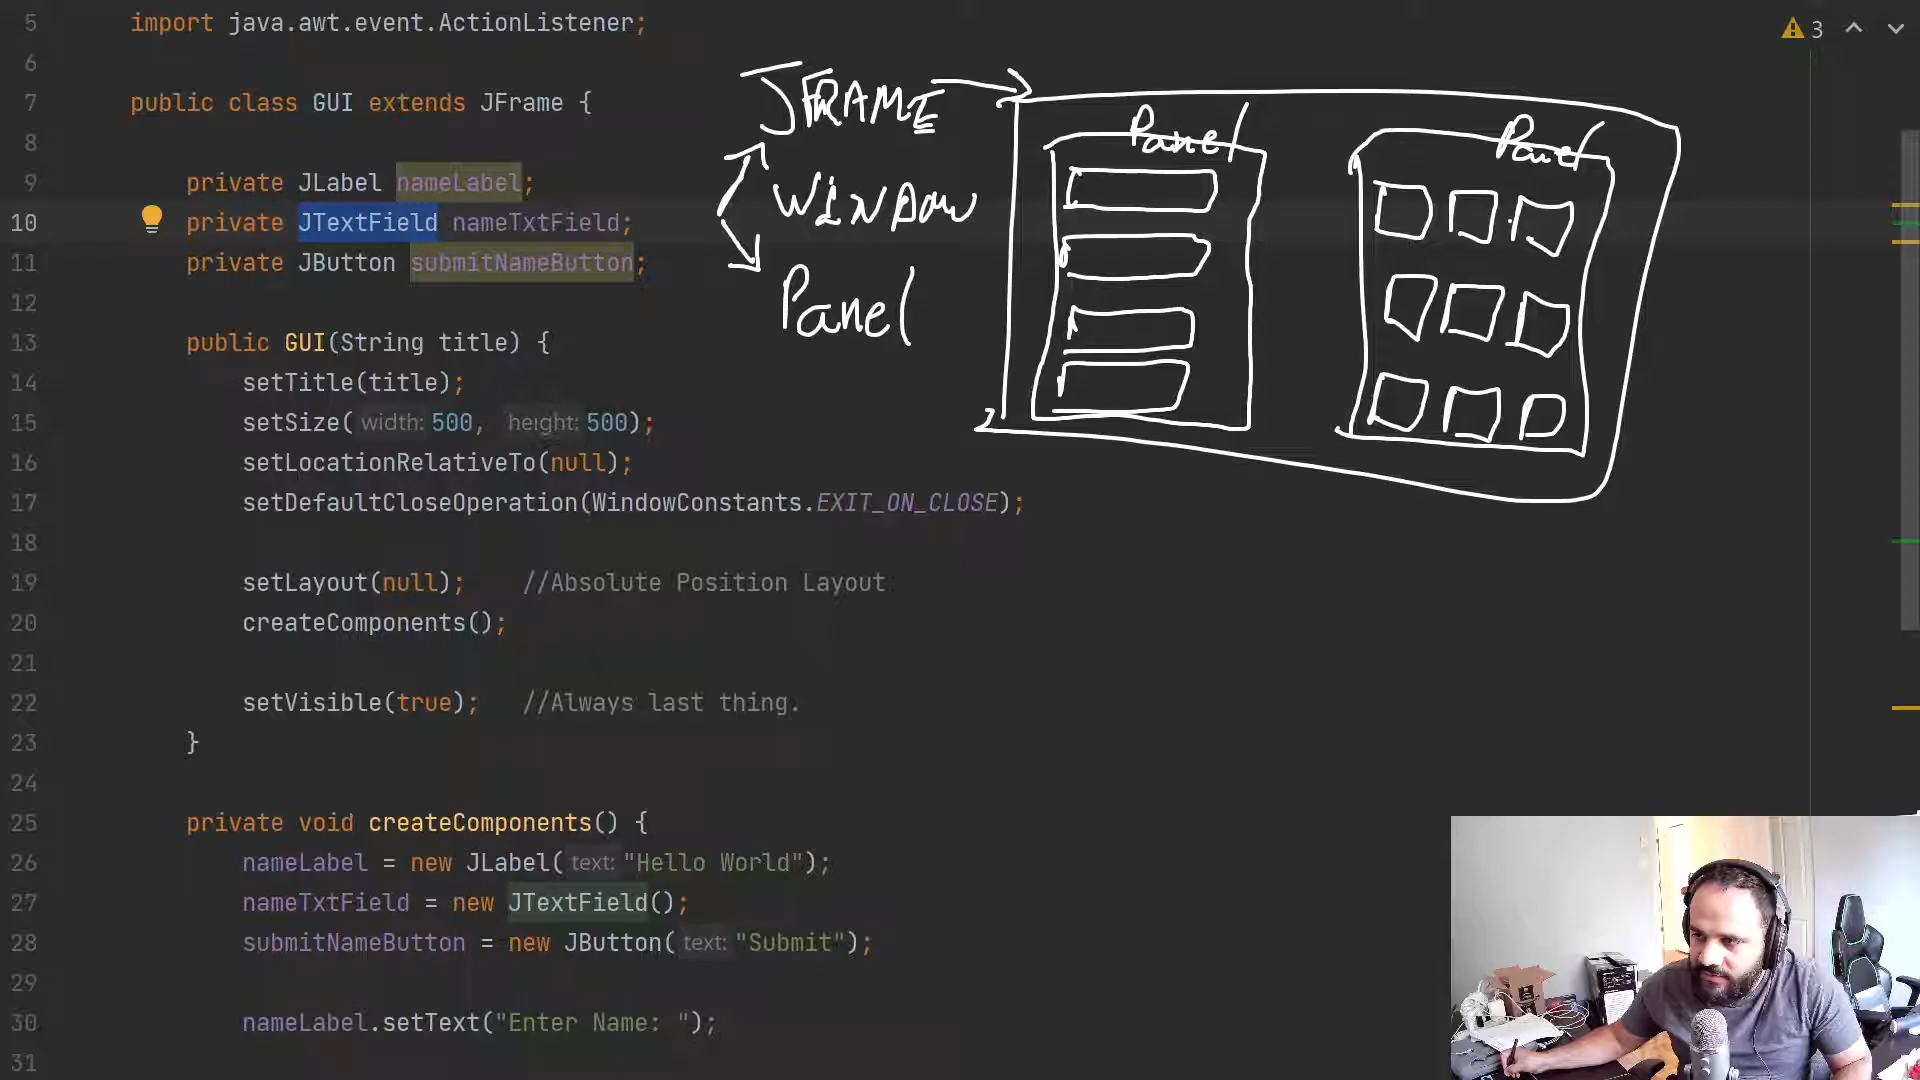 5 import java.awt.event.ActionListener;
3
6
7 public class GUI extends JFrame {
8
9 private JLabel nameLabel;
10 private JTextField nameTxtField;
11 private JButton submitNameButton;
12
13 public GUI(String title) {
14 setTitle(title);
15 setSize( width: 500, height: 500);
16 setLocationRelativeTo(null);
17 setDefaultCloseOperation(WindowConstants.EXIT_ON_CLOSE);
18
19 setLayout(null); //Absolute Position Layout
20 createComponents();
21
22 setVisible(true); //Always last thing.
23 }
24
25 private void createComponents() {
26 nameLabel = new JLabel( text: "Hello World");
27 nameTxtField = new JTextField();
28 submitNameButton = new JButton( text: "Submit");
29
30 nameLabel.setText("Enter Name: ");
31
JFRAME
WINDOW
Panel
Panel
Panel